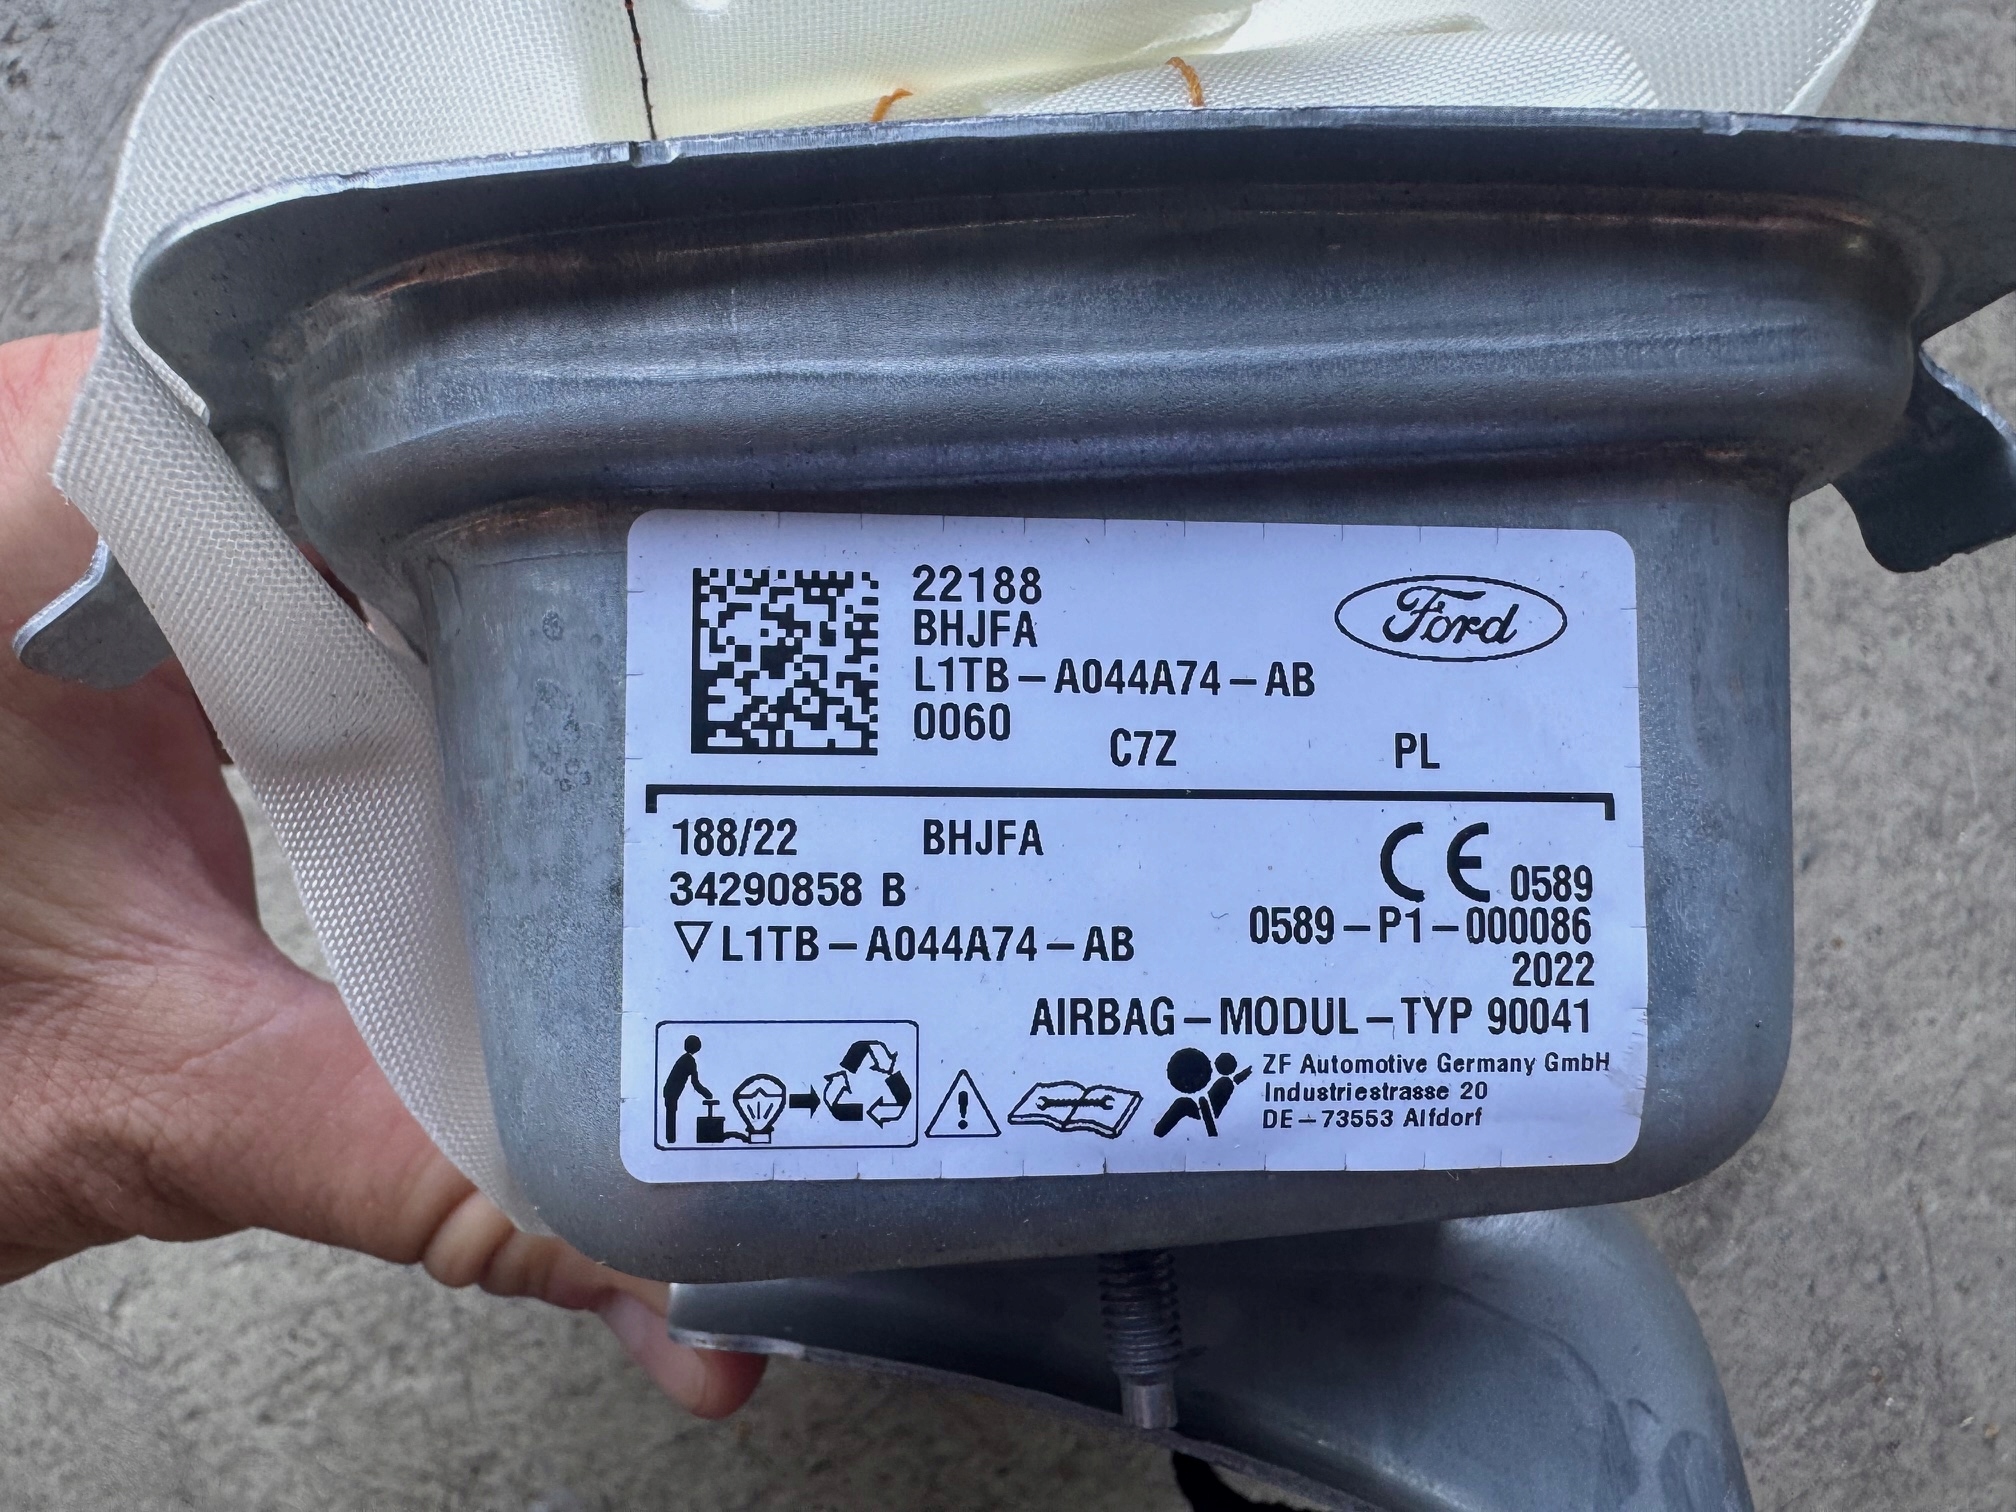 22188
BHJFA
Ford
L1TB-A044A74-AB
0060
C7Z
PL
188/22 BHJFA
34290858 B
CE 0589
▽L1TB-A044A74-AB
0589-P1-000086
2022
AIRBAG-MODUL-TYP 90041
ZF Automotive Germany GmbH
Industriestrasse 20
DE-73553 Alfdorf